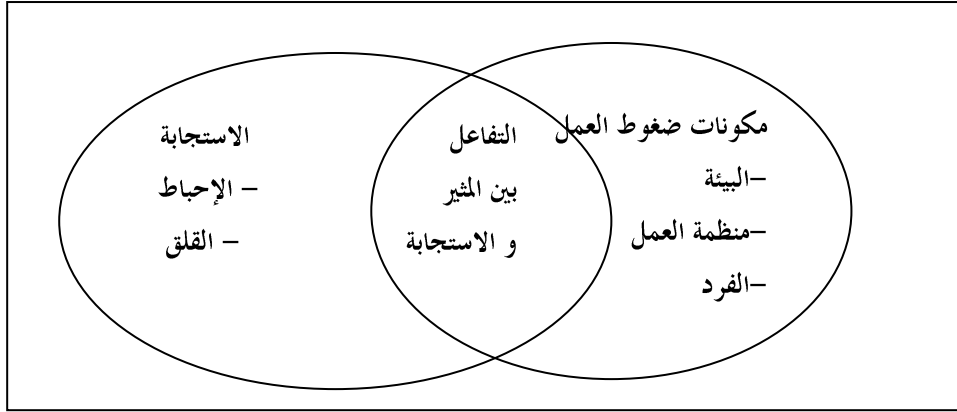 مكونات ضغوط العمل
–البيئة
–منظمة العمل
–الفرد
التفاعل
بين المثير
و الاستجابة
الاستجابة
– الإحباط
– القلق